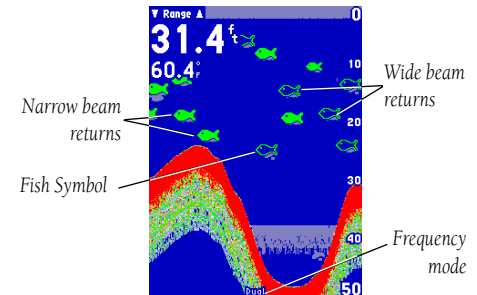 ▼ Range ▲
0
31.4 ft
60.4°F
10
Wide beam
returns
Narrow beam
returns
20
Fish Symbol
30
40
Frequency
mode
Dual
50